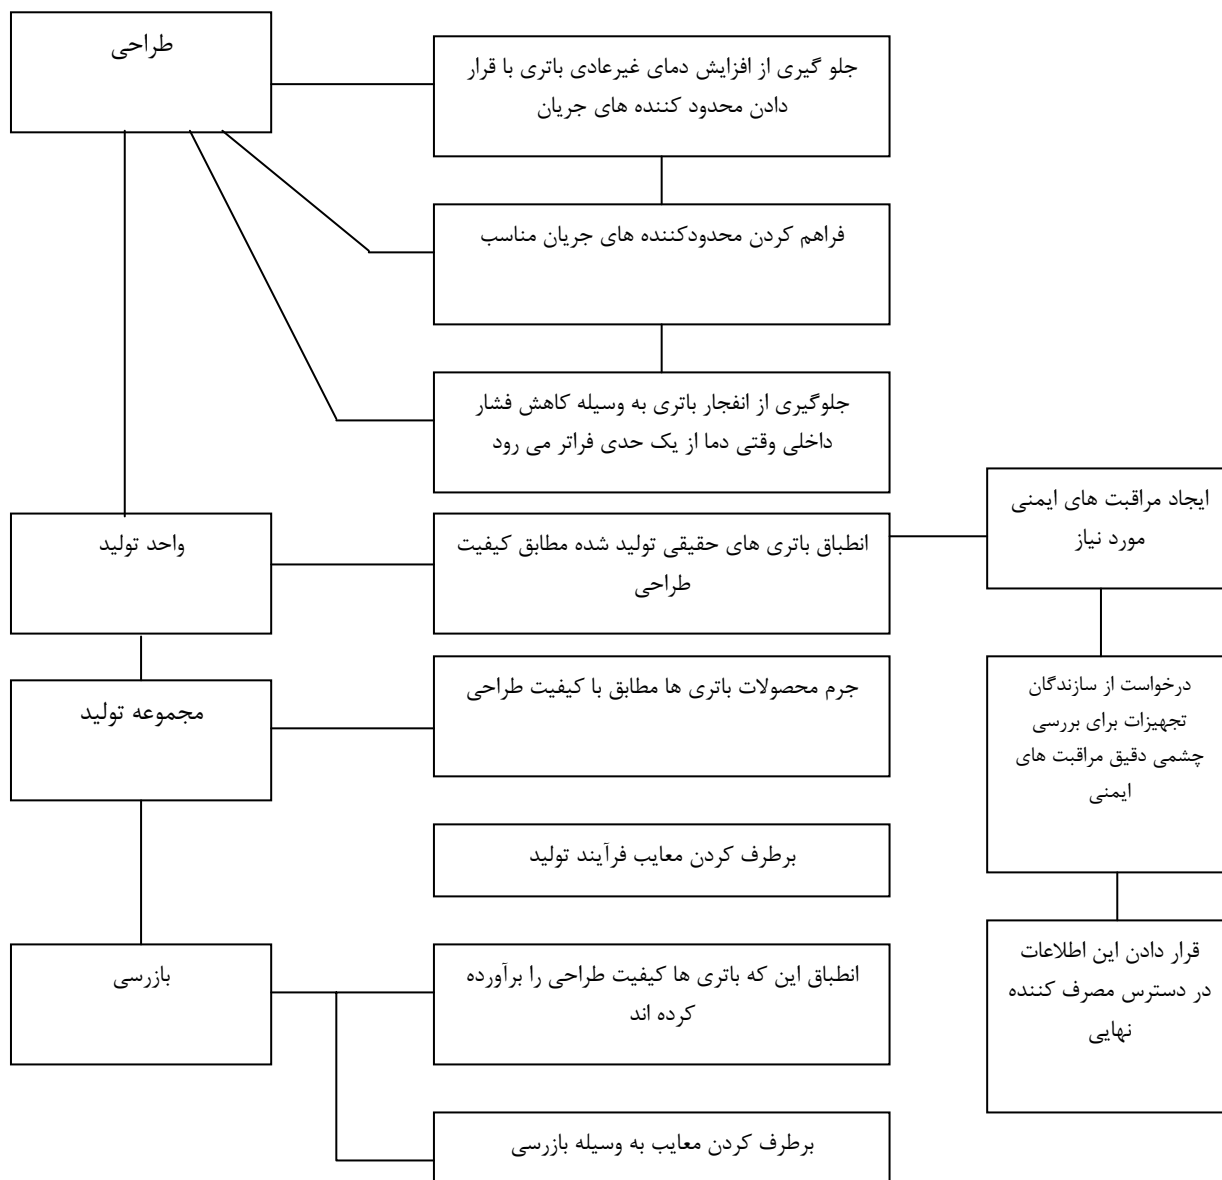 طراحی
جلو گیری از افزایش دمای غیرعادی باتری با قرار
دادن محدود کننده های جریان
فراهم کردن محدودکننده های جریان مناسب
جلوگیری از انفجار باتری به وسیله کاهش فشار
داخلی وقتی دما از یک حدی فراتر می رود
واحد تولید
انطباق باتری های حقیقی تولید شده مطابق کیفیت
طراحی
ایجاد مراقبت های ایمنی
مورد نیاز
مجموعه تولید
جرم محصولات باتری ها مطابق با کیفیت طراحی
درخواست از سازندگان
تجهیزات برای بررسی
چشمی دقیق مراقبت های
ایمنی
برطرف کردن معایب فرآیند تولید
بازرسی
انطباق این که باتری ها کیفیت طراحی را برآورده
کرده اند
قرار دادن این اطلاعات
در دسترس مصرف کننده
نهایی
برطرف کردن معایب به وسیله بازرسی